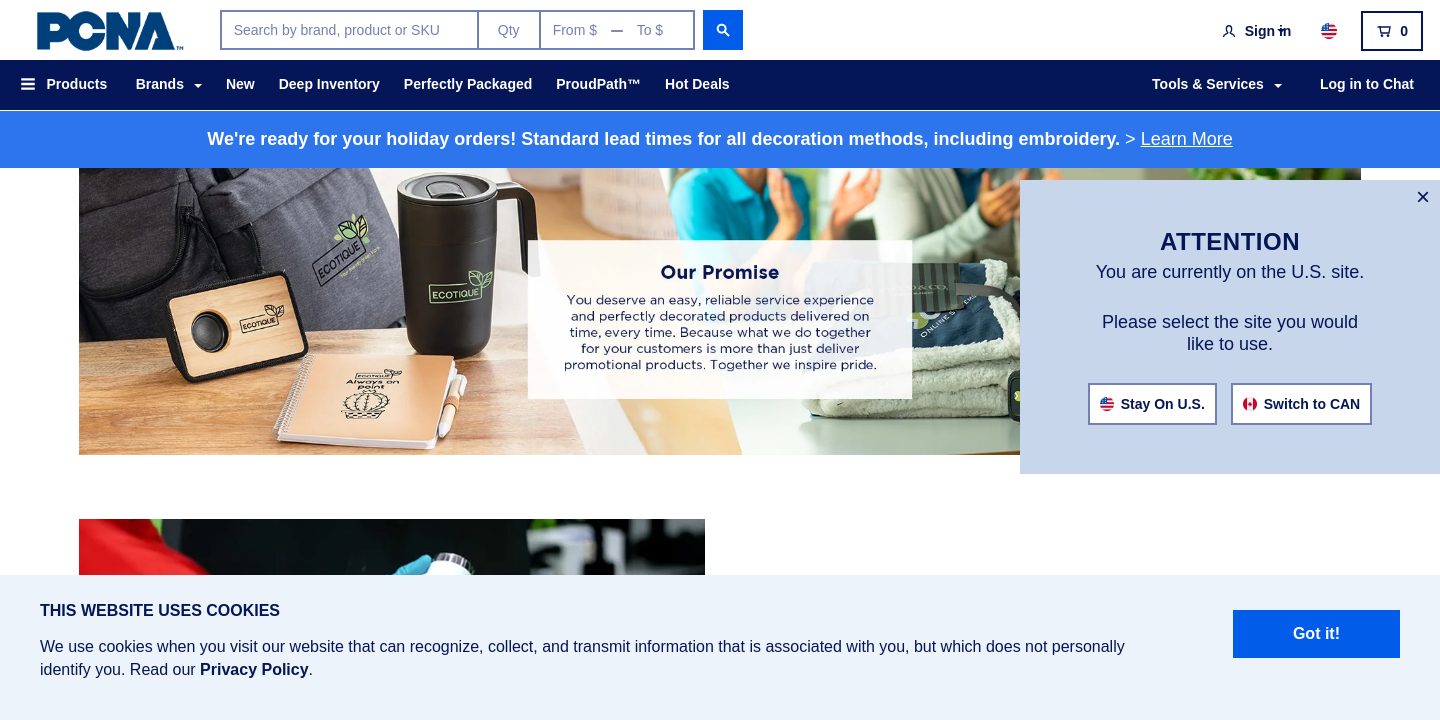 PCNA™
Search by brand, product or SKU
Qty
From $ — To $
Sign in
0
Products
Brands
New
Deep Inventory
Perfectly Packaged
ProudPath™
Hot Deals
Tools & Services
Log in to Chat
We're ready for your holiday orders! Standard lead times for all decoration methods, including embroidery. > Learn More
ECOTIQUE
ECOTIQUE
ECOTIQUE
ECOTIQUE
Always on
point
Our Promise
You deserve an easy, reliable service experience
and perfectly decorated products delivered on
time, every time. Because what we do together
for your customers is more than just deliver
promotional products. Together we inspire pride.
ATTENTION
You are currently on the U.S. site.
Please select the site you would
like to use.
Stay On U.S.
Switch to CAN
THIS WEBSITE USES COOKIES
We use cookies when you visit our website that can recognize, collect, and transmit information that is associated with you, but which does not personally
identify you. Read our Privacy Policy.
Got it!